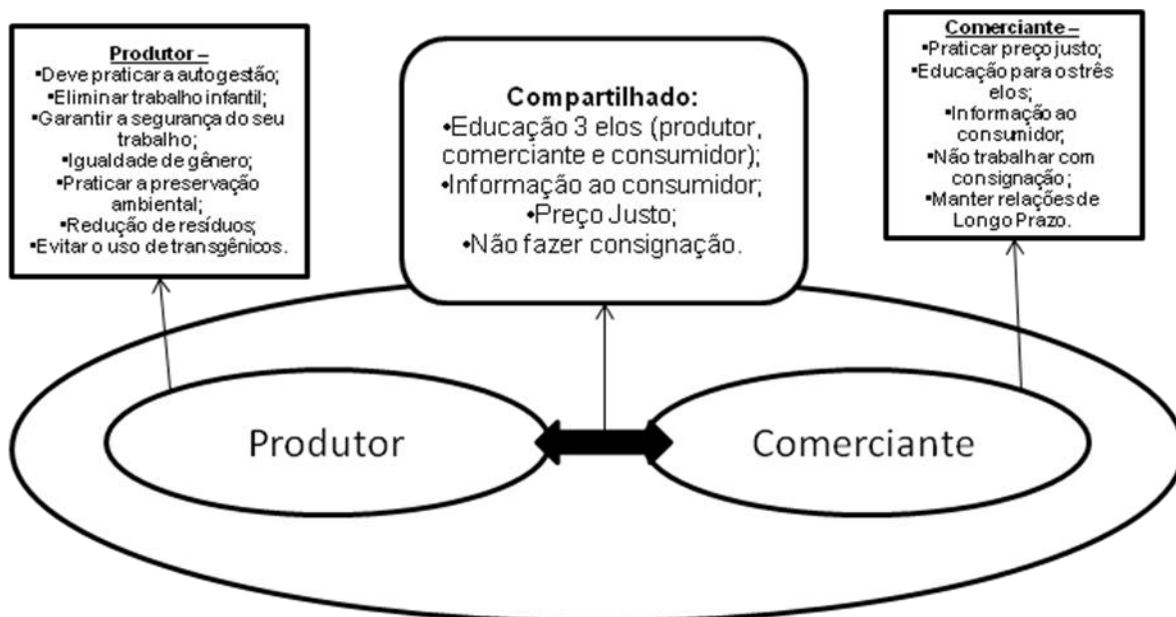 Produtor –
▪Deve praticar a autogestão;
▪Eliminar trabalho infantil;
▪Garantir a segurança do seu
trabalho;
▪Igualdade de gênero;
▪Praticar a preservação
ambiental;
▪Redução de resíduos;
▪Evitar o uso de transgênicos.
Compartilhado:
•Educação 3 elos (produtor,
comerciante e consumidor);
•Informação ao consumidor;
•Preço Justo;
•Não fazer consignação.
Comerciante –
▪Praticar preço justo;
▪Educação para os três
elos;
▪Informação ao
consumidor;
▪Não trabalhar com
consignação;
▪Manter relações de
Longo Prazo.
Produtor
Comerciante